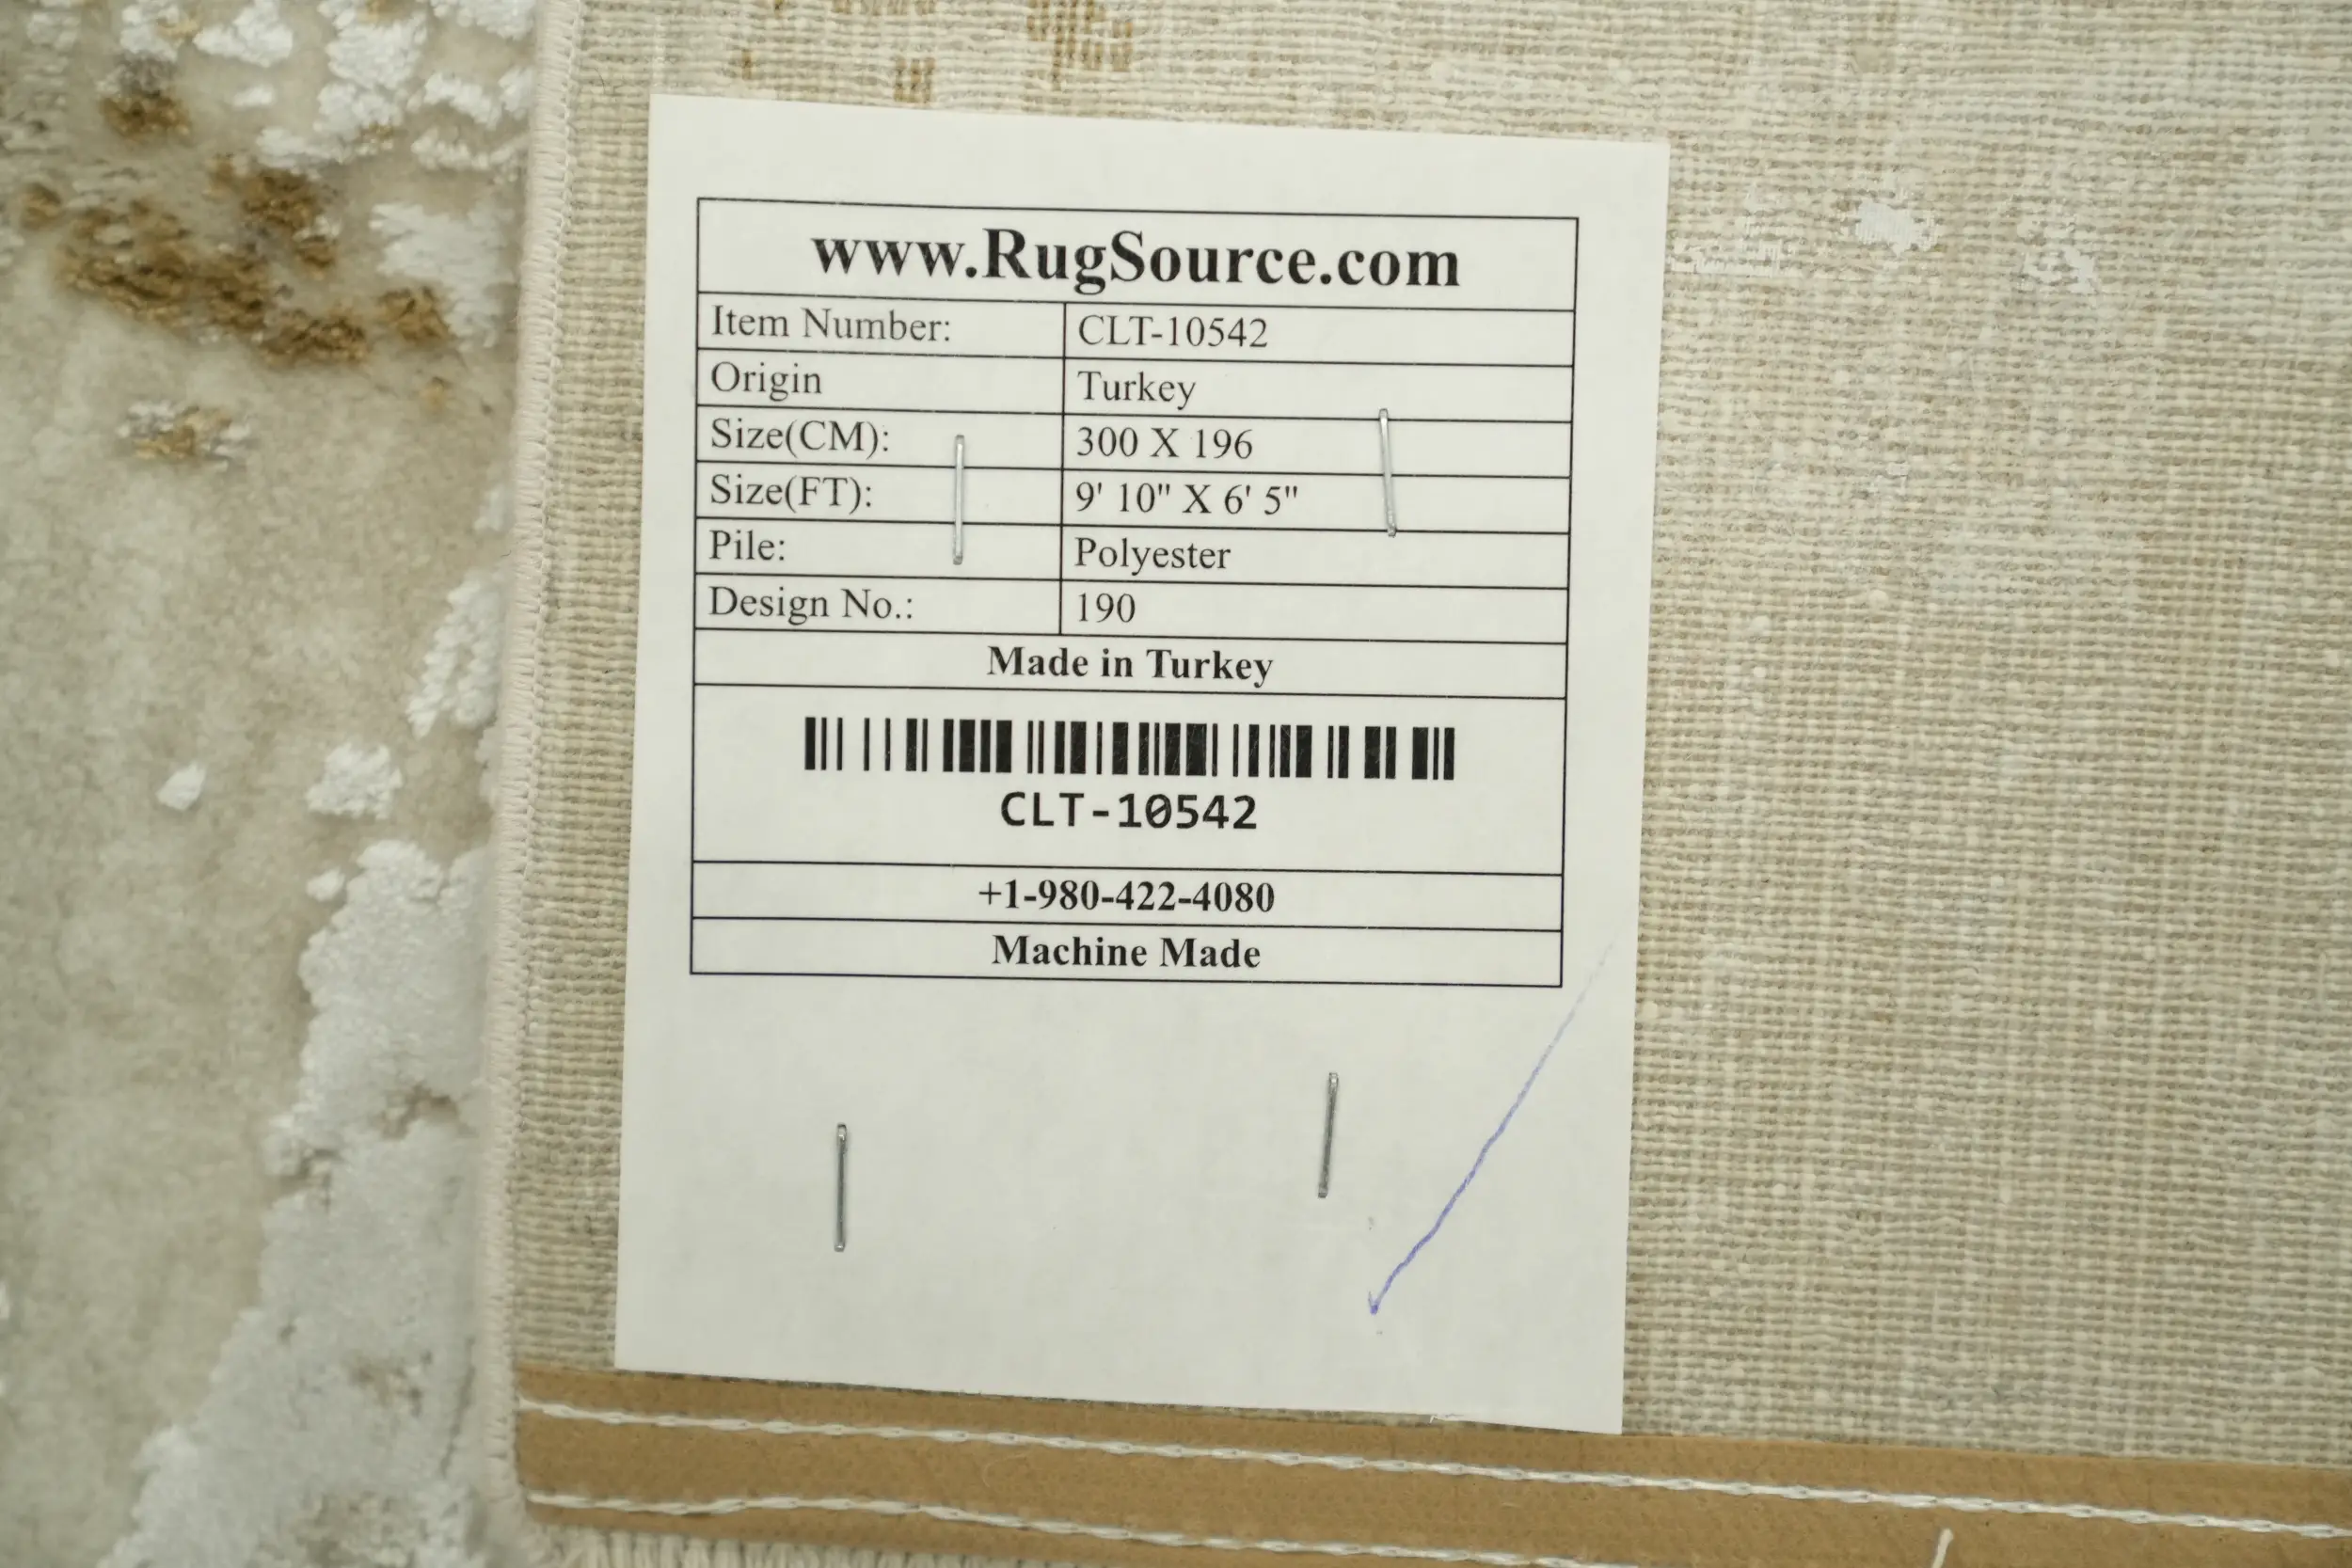 www.RugSource.com
Item Number: CLT-10542
Origin Turkey
Size(CM): 300 X 196
Size(FT): 9' 10" X 6' 5"
Pile: Polyester
Design No.: 190
Made in Turkey
CLT-10542
+1-980-422-4080
Machine Made